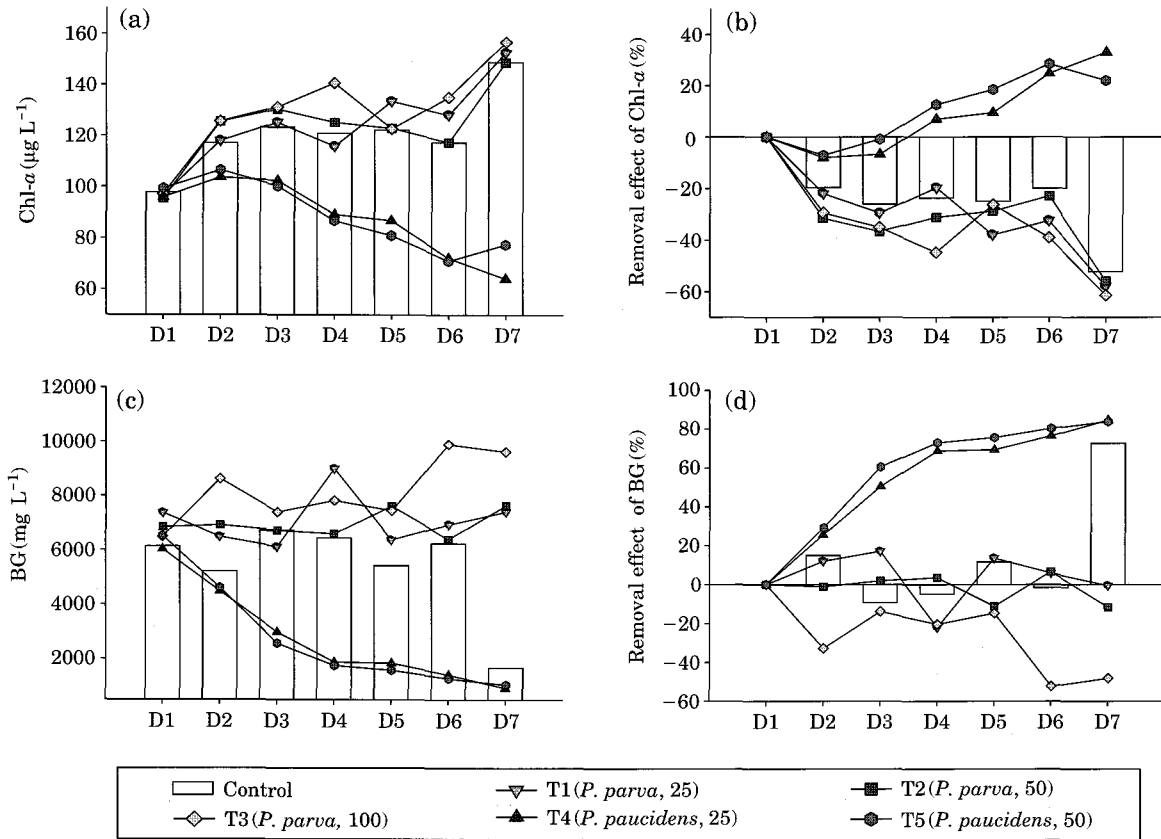 (a)
Chl-a (µg L⁻¹)
160
140
120
100
80
60
D1 D2 D3 D4 D5 D6 D7
(b)
Removal effect of Chl-a (%)
40
20
0
−20
−40
−60
D1 D2 D3 D4 D5 D6 D7
(c)
BG (mg L⁻¹)
12000
10000
8000
6000
4000
2000
D1 D2 D3 D4 D5 D6 D7
(d)
Removal effect of BG (%)
100
80
60
40
20
0
−20
−40
−60
D1 D2 D3 D4 D5 D6 D7
Control
T1 (P. parva, 25)
T2 (P. parva, 50)
T3 (P. parva, 100)
T4 (P. paucidens, 25)
T5 (P. paucidens, 50)